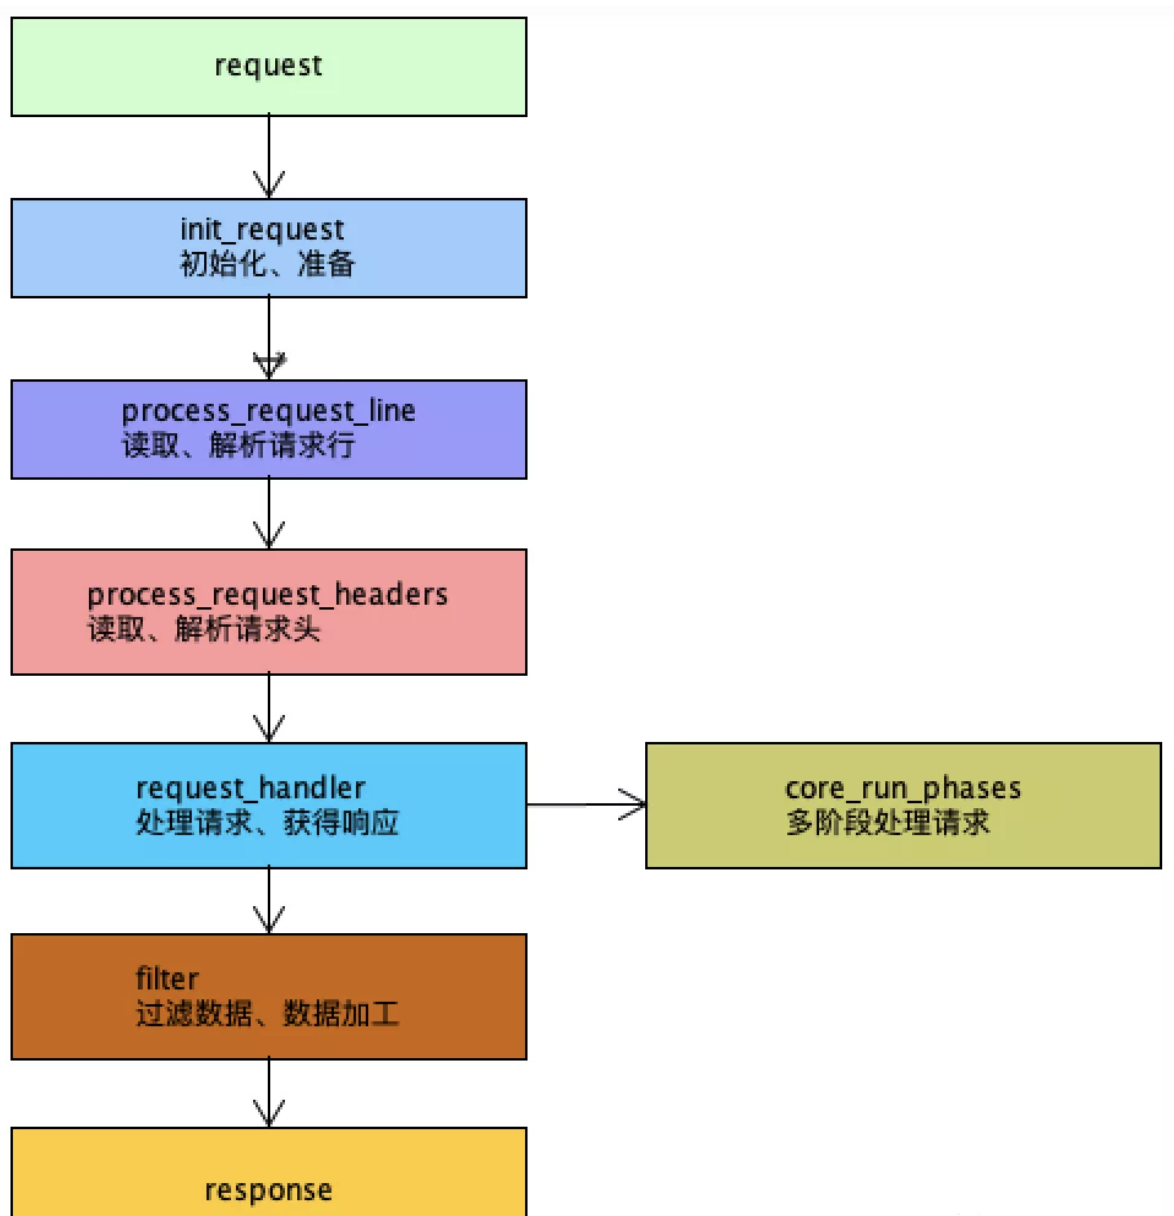 request
init_request
初始化、准备
process_request_line
读取、解析请求行
process_request_headers
读取、解析请求头
request_handler
处理请求、获得响应
core_run_phases
多阶段处理请求
filter
过滤数据、数据加工
response